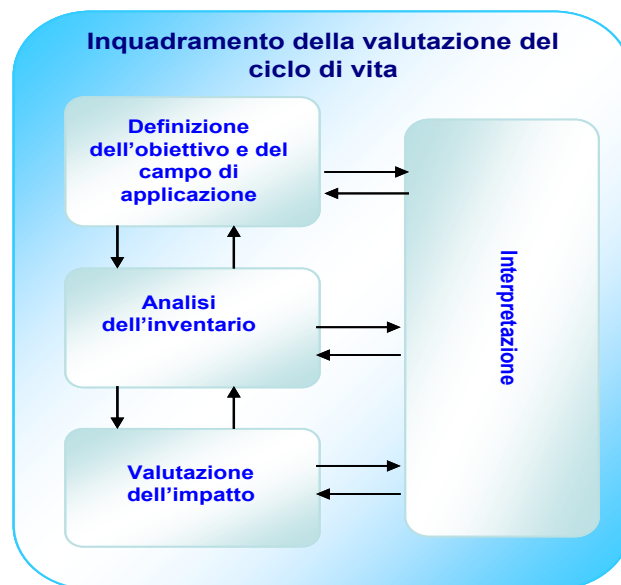 Inquadramento della valutazione del
ciclo di vita
Definizione
dell’obiettivo e del
campo di
applicazione
Analisi
dell’inventario
Valutazione
dell’impatto
Interpretazione